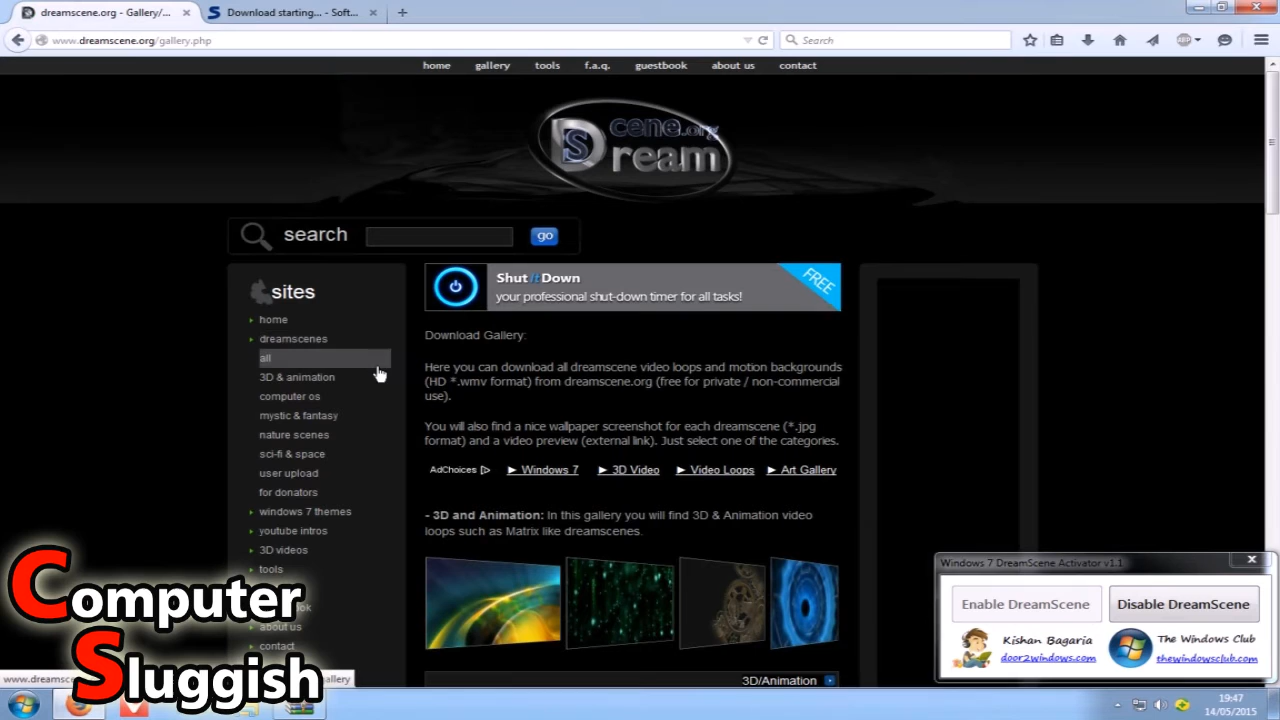 dreamscene.org - Gallery/...
Download starting... - Soft...
www.dreamscene.org/gallery.php
Search
ABP
home gallery tools f.a.q. guestbook about us contact
DS
cene.org
Dream
search
go
sites
home
dreamscenes
all
3D & animation
computer os
mystic & fantasy
nature scenes
sci-fi & space
user upload
for donators
windows 7 themes
youtube intros
3D videos
tools
about us
contact
Shut it Down
your professional shut-down timer for all tasks!
FREE
Download Gallery:
Here you can download all dreamscene video loops and motion backgrounds
(HD *.wmv format) from dreamscene.org (free for private / non-commercial
use).
You will also find a nice wallpaper screenshot for each dreamscene (*.jpg
format) and a video preview (external link). Just select one of the categories.
AdChoices ► Windows 7 ► 3D Video ► Video Loops ► Art Gallery
- 3D and Animation: In this gallery you will find 3D & Animation video
loops such as Matrix like dreamscenes.
3D/Animation
Windows 7 DreamScene Activator v1.1
Enable DreamScene
Disable DreamScene
Kishan Bagaria
door2windows.com
The Windows Club
thewindowsclub.com
Computer
Sluggish
19:47
14/05/2015